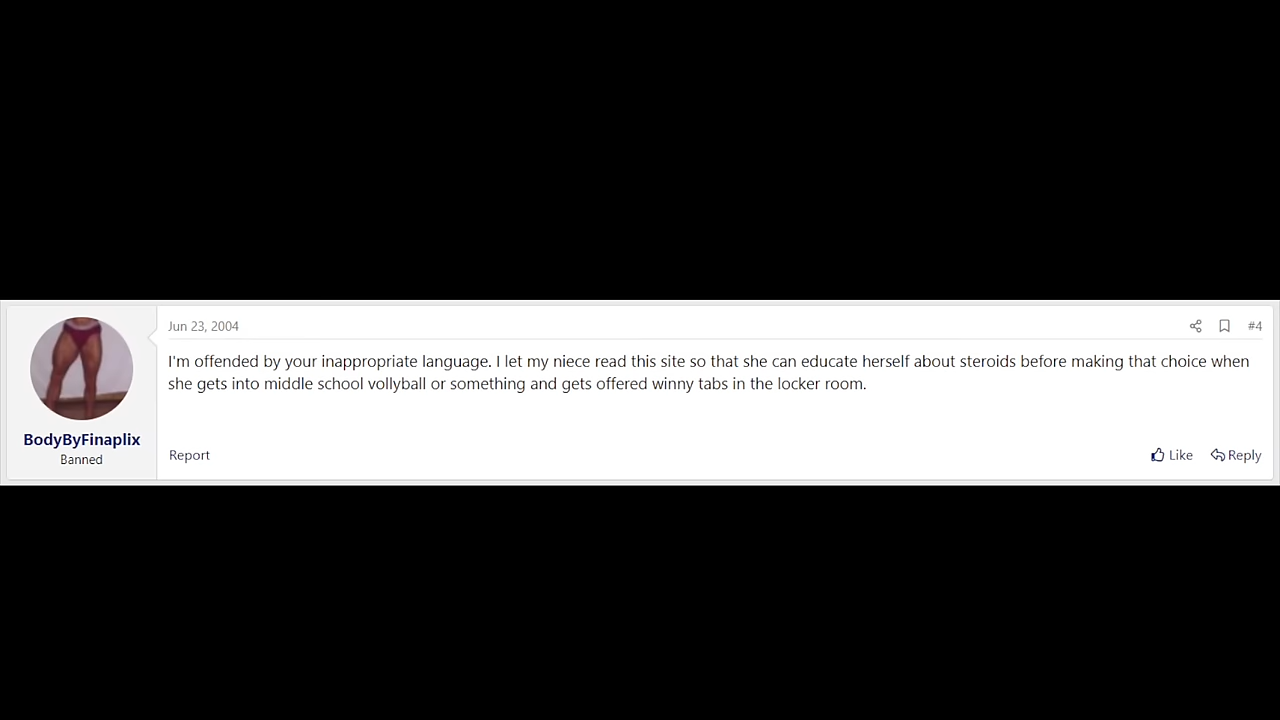 Jun 23, 2004
#4
I'm offended by your inappropriate language. I let my niece read this site so that she can educate herself about steroids before making that choice when
she gets into middle school vollyball or something and gets offered winny tabs in the locker room.
BodyByFinaplix
Banned
Report
Like
Reply